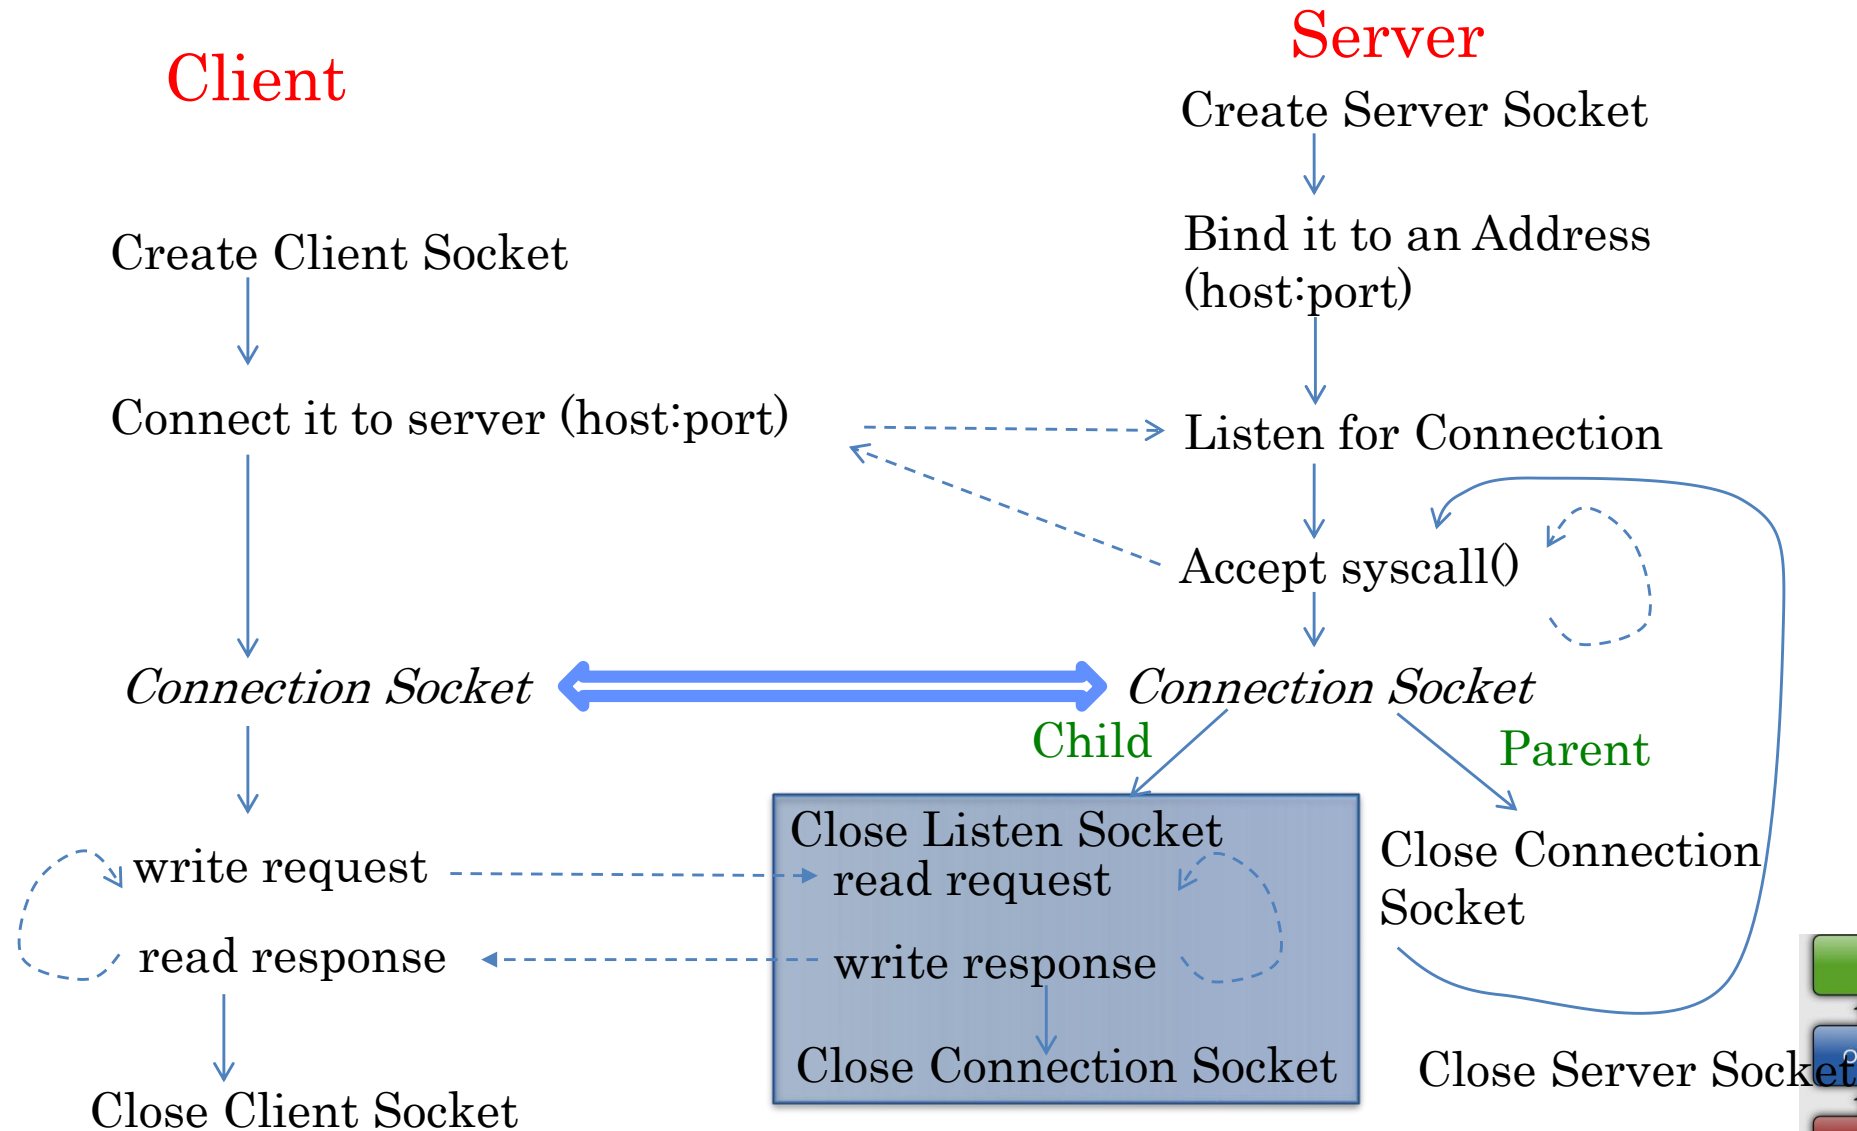 Client
Server
Create Server Socket
Create Client Socket
Bind it to an Address
(host:port)
Connect it to server (host:port)
Listen for Connection
Accept syscall()
Connection Socket
Connection Socket
Child
Parent
Close Listen Socket
write request
read request
Close Connection
Socket
read response
write response
Close Connection Socket
Close Server Socket
Close Client Socket